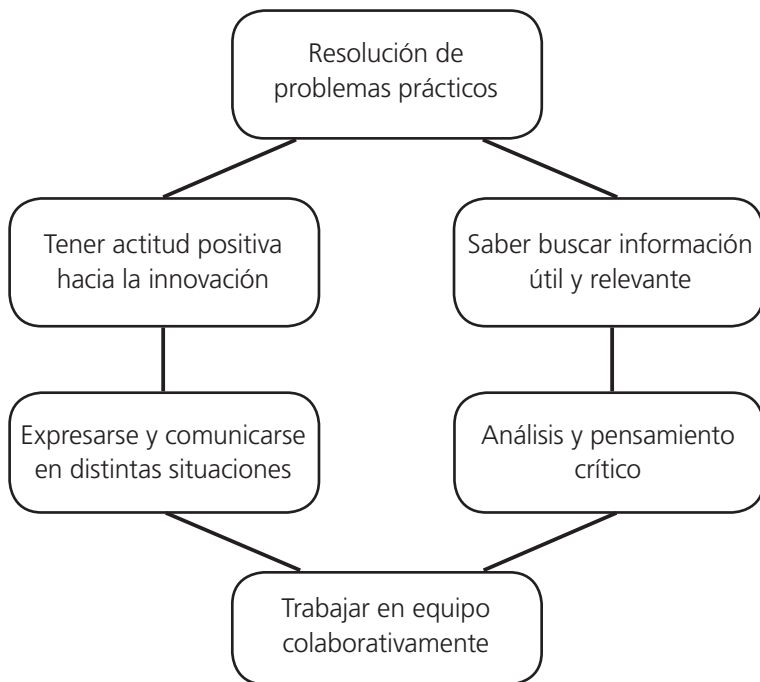 Resolución de
problemas prácticos
Tener actitud positiva
hacia la innovación
Saber buscar información
útil y relevante
Expresarse y comunicarse
en distintas situaciones
Análisis y pensamiento
crítico
Trabajar en equipo
colaborativamente